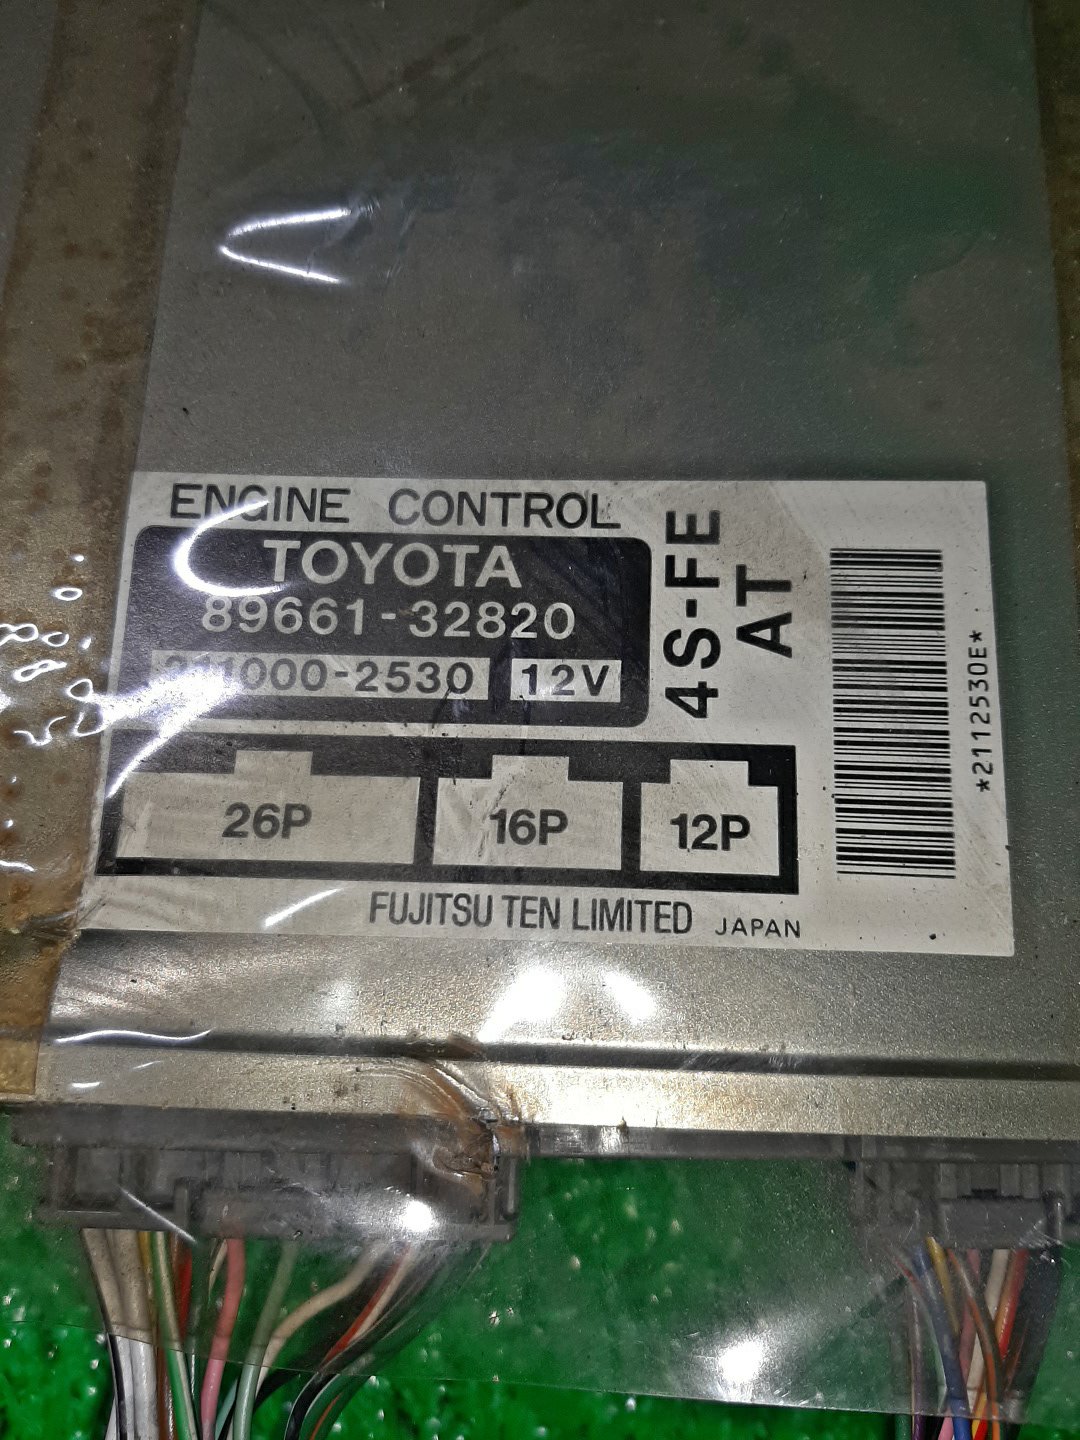 ENGINE CONTROL
TOYOTA
89661-32820
211000-2530 12V
4S-FE
AT
26P 16P 12P
FUJITSU TEN LIMITED JAPAN
*2112530E*